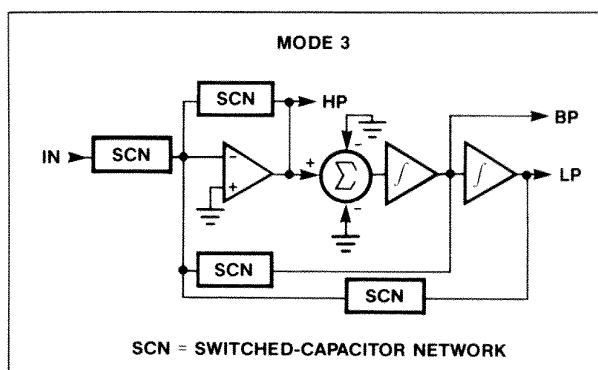 MODE 3
SCN
HP
BP
IN
SCN
-
+
+
-
Σ
-
∫
∫
LP
SCN
SCN
SCN = SWITCHED-CAPACITOR NETWORK